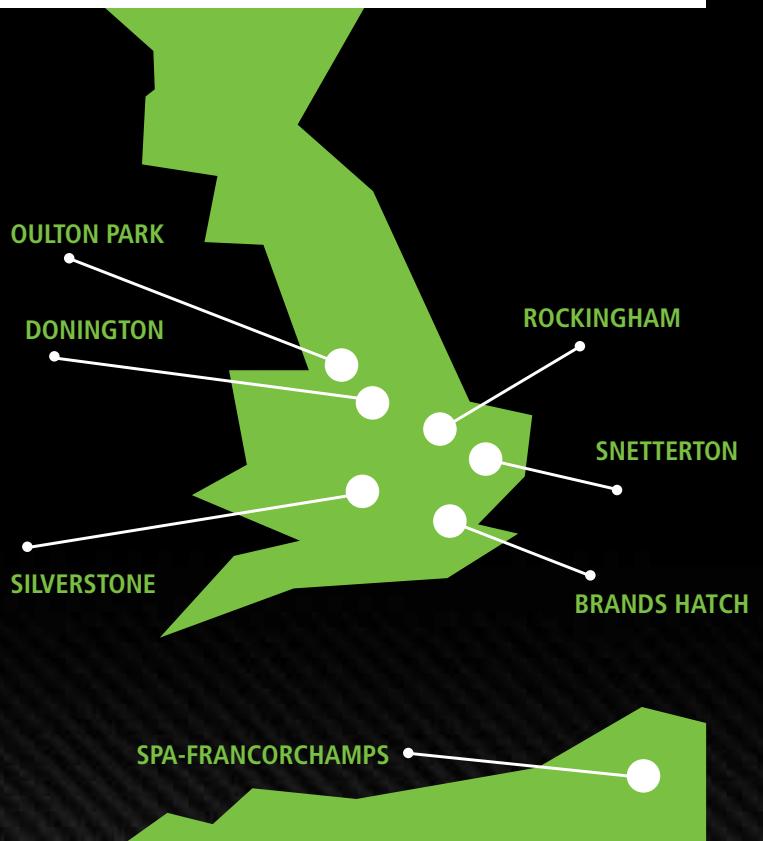 OULTON PARK
DONINGTON
ROCKINGHAM
SNETTERTON
SILVERSTONE
BRANDS HATCH
SPA-FRANCORCHAMPS